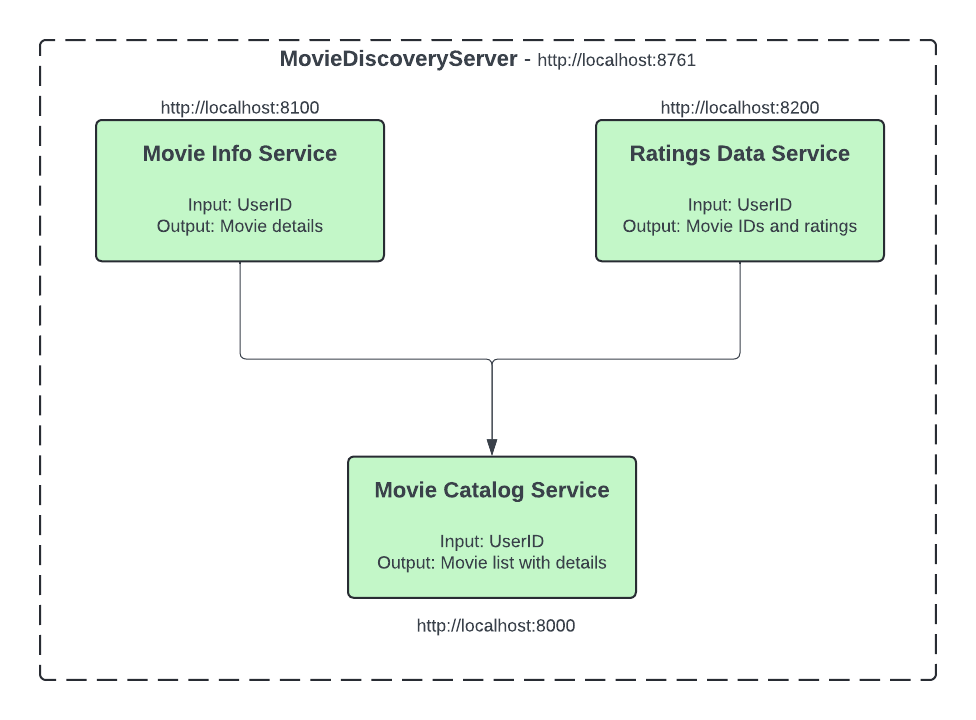 MovieDiscoveryServer - http://localhost:8761
http://localhost:8100
Movie Info Service
Input: UserID
Output: Movie details
http://localhost:8200
Ratings Data Service
Input: UserID
Output: Movie IDs and ratings
Movie Catalog Service
Input: UserID
Output: Movie list with details
http://localhost:8000